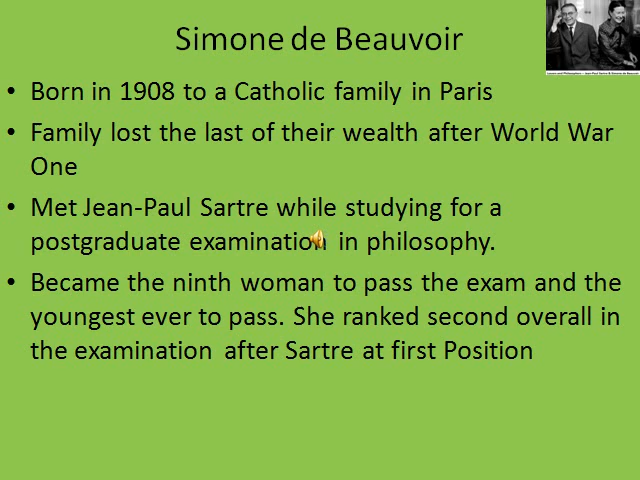 Simone de Beauvoir
• Born in 1908 to a Catholic family in Paris
• Family lost the last of their wealth after World War
One
• Met Jean-Paul Sartre while studying for a
postgraduate examination in philosophy.
• Became the ninth woman to pass the exam and the
youngest ever to pass. She ranked second overall in
the examination after Sartre at first Position